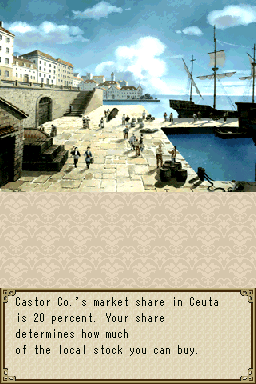 Castor Co.'s market share in Ceuta
is 20 percent. Your share
determines how much
of the local stock you can buy.